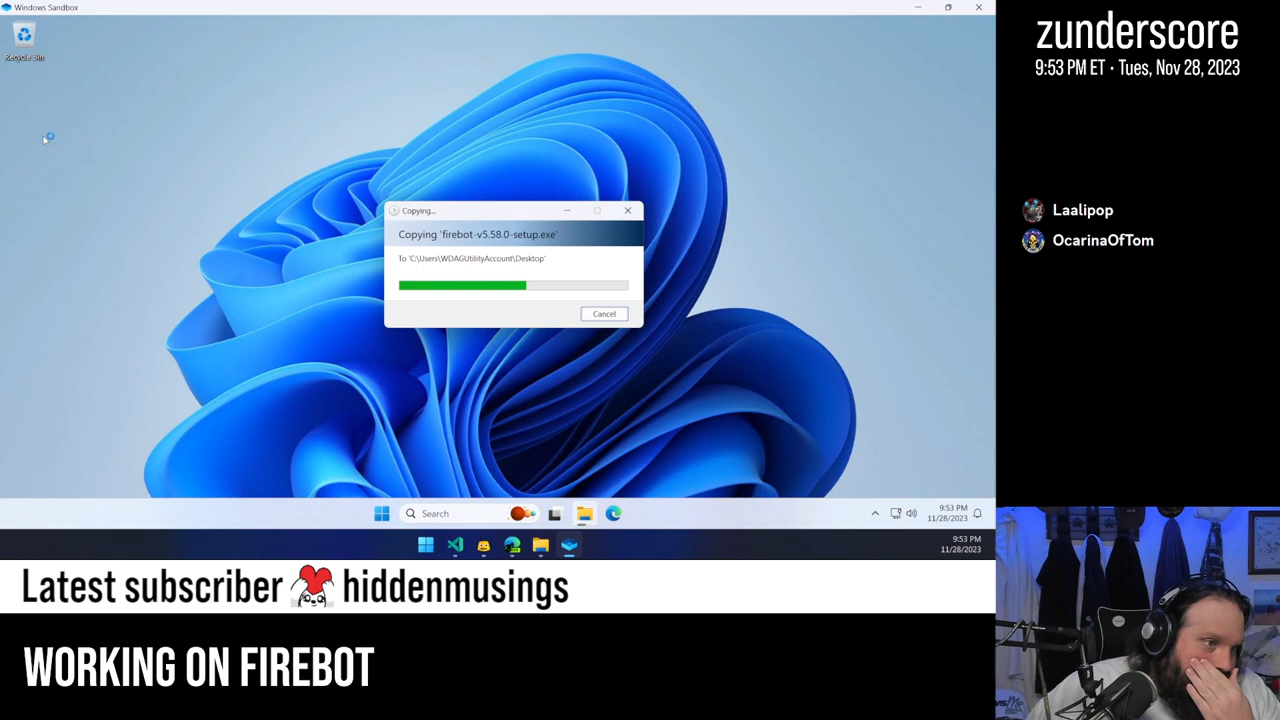 Windows Sandbox
Recycle Bin
Copying...
Copying 'firebot-v5.58.0-setup.exe'
To 'C:\Users\WDAGUtilityAccount\Desktop'
Cancel
Search
9:53 PM
11/28/2023
9:53 PM
11/28/2023
zunderscore
9:53 PM ET · Tues, Nov 28, 2023
Laalipop
OcarinaOfTom
Latest subscriber hiddenmusings
WORKING ON FIREBOT